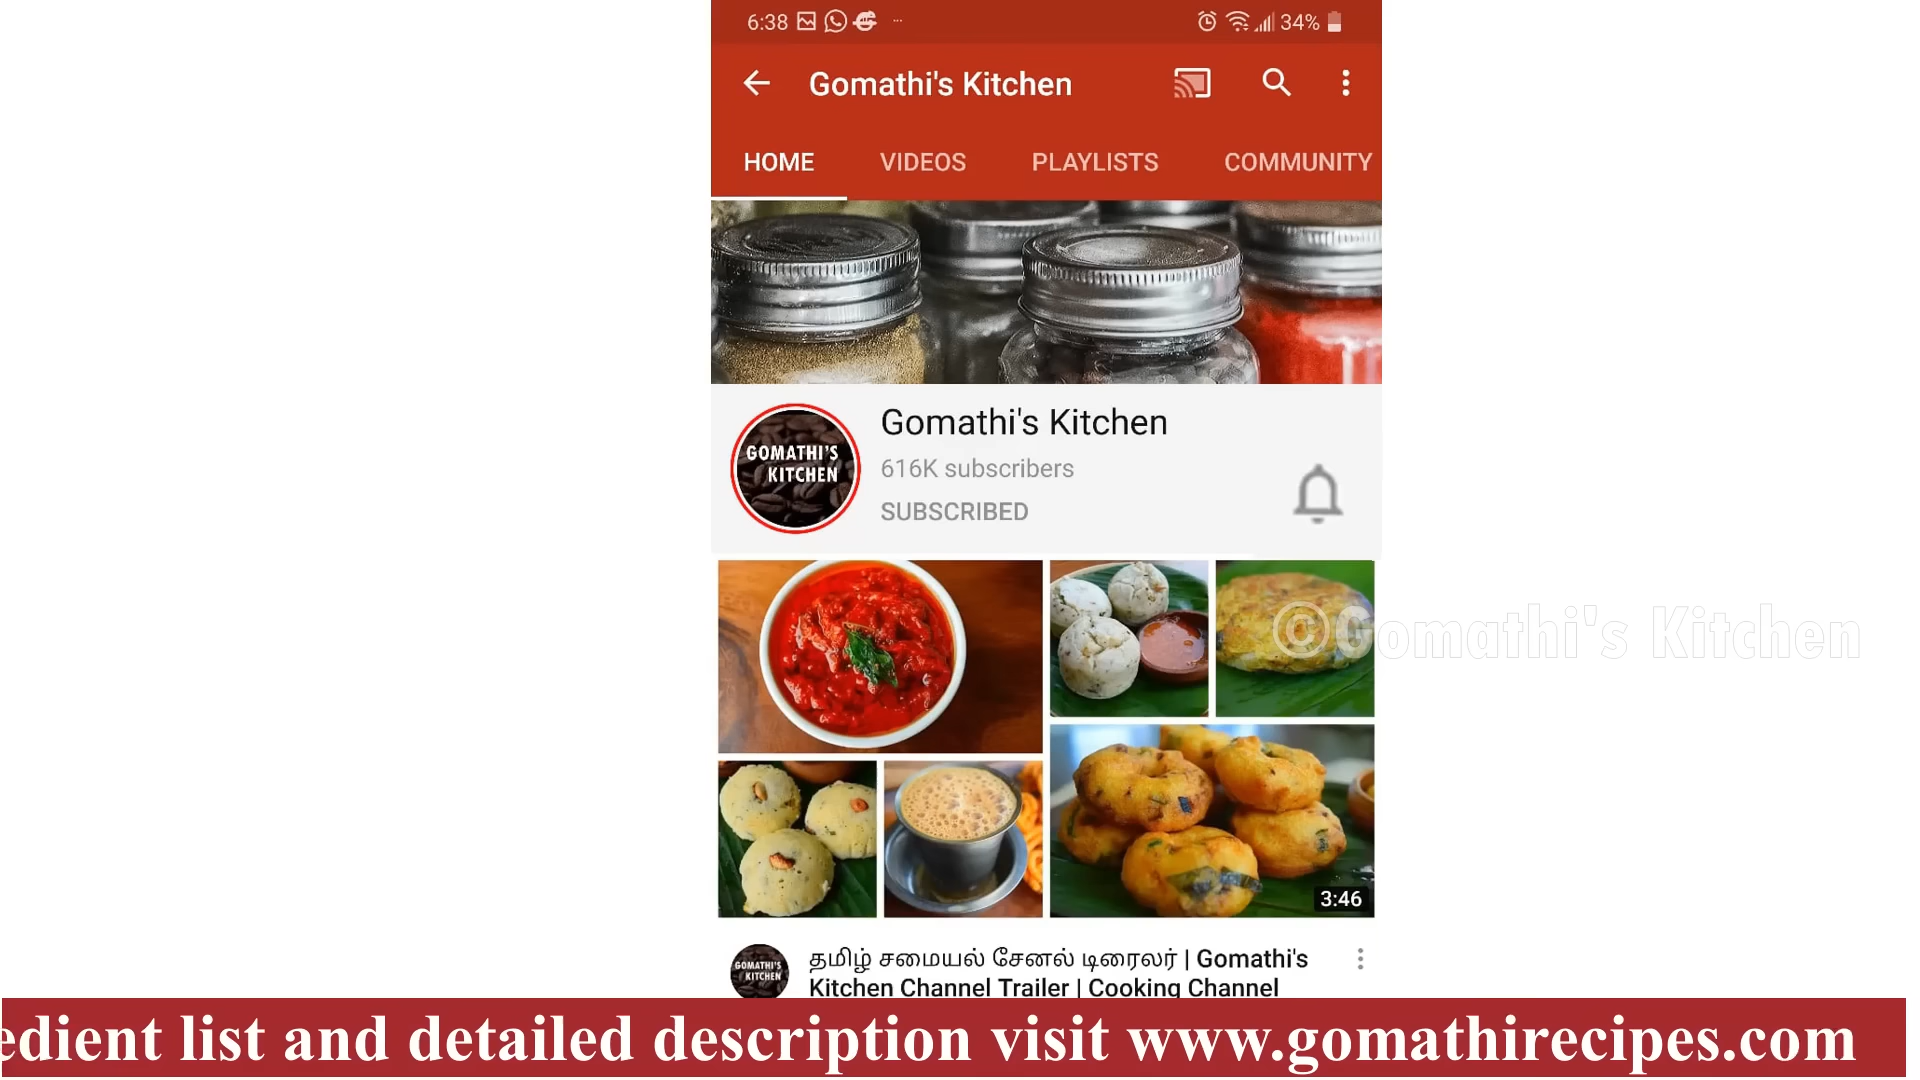 6:38
34%
Gomathi's Kitchen
HOME VIDEOS PLAYLISTS COMMUNITY
GOMATHI'S
KITCHEN
Gomathi's Kitchen
616K subscribers
SUBSCRIBED
©Gomathi's Kitchen
3:46
GOMATHI'S
KITCHEN
தமிழ் சமையல் சேனல் டிரைலர் | Gomathi's
Kitchen Channel Trailer | Cooking Channel
edient list and detailed description visit www.gomathirecipes.com